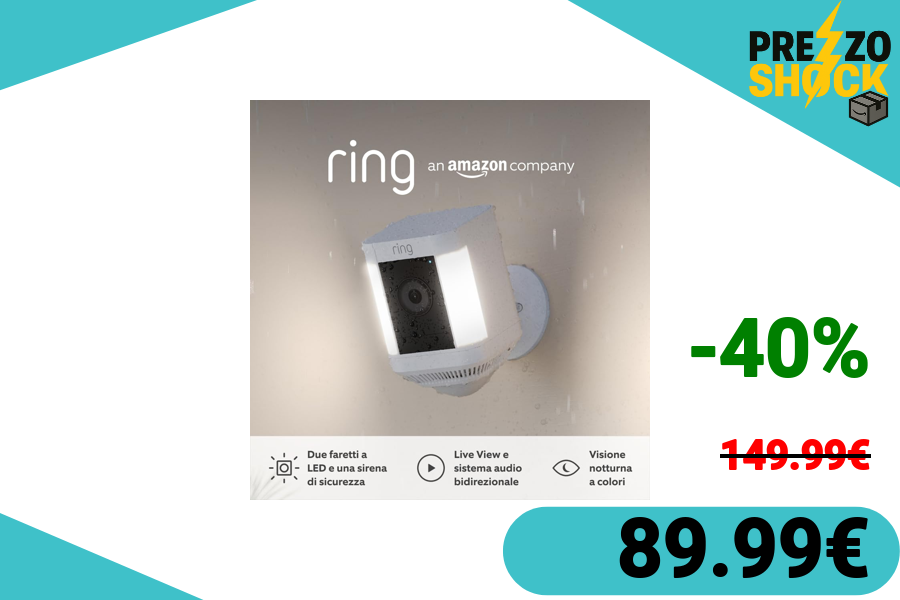 PREZZO
SHOCK
ring an amazon company
ring
-40%
149.99€
Due faretti a
LED e una sirena
di sicurezza
Live View e
sistema audio
bidirezionale
Visione
notturna
a colori
89.99€